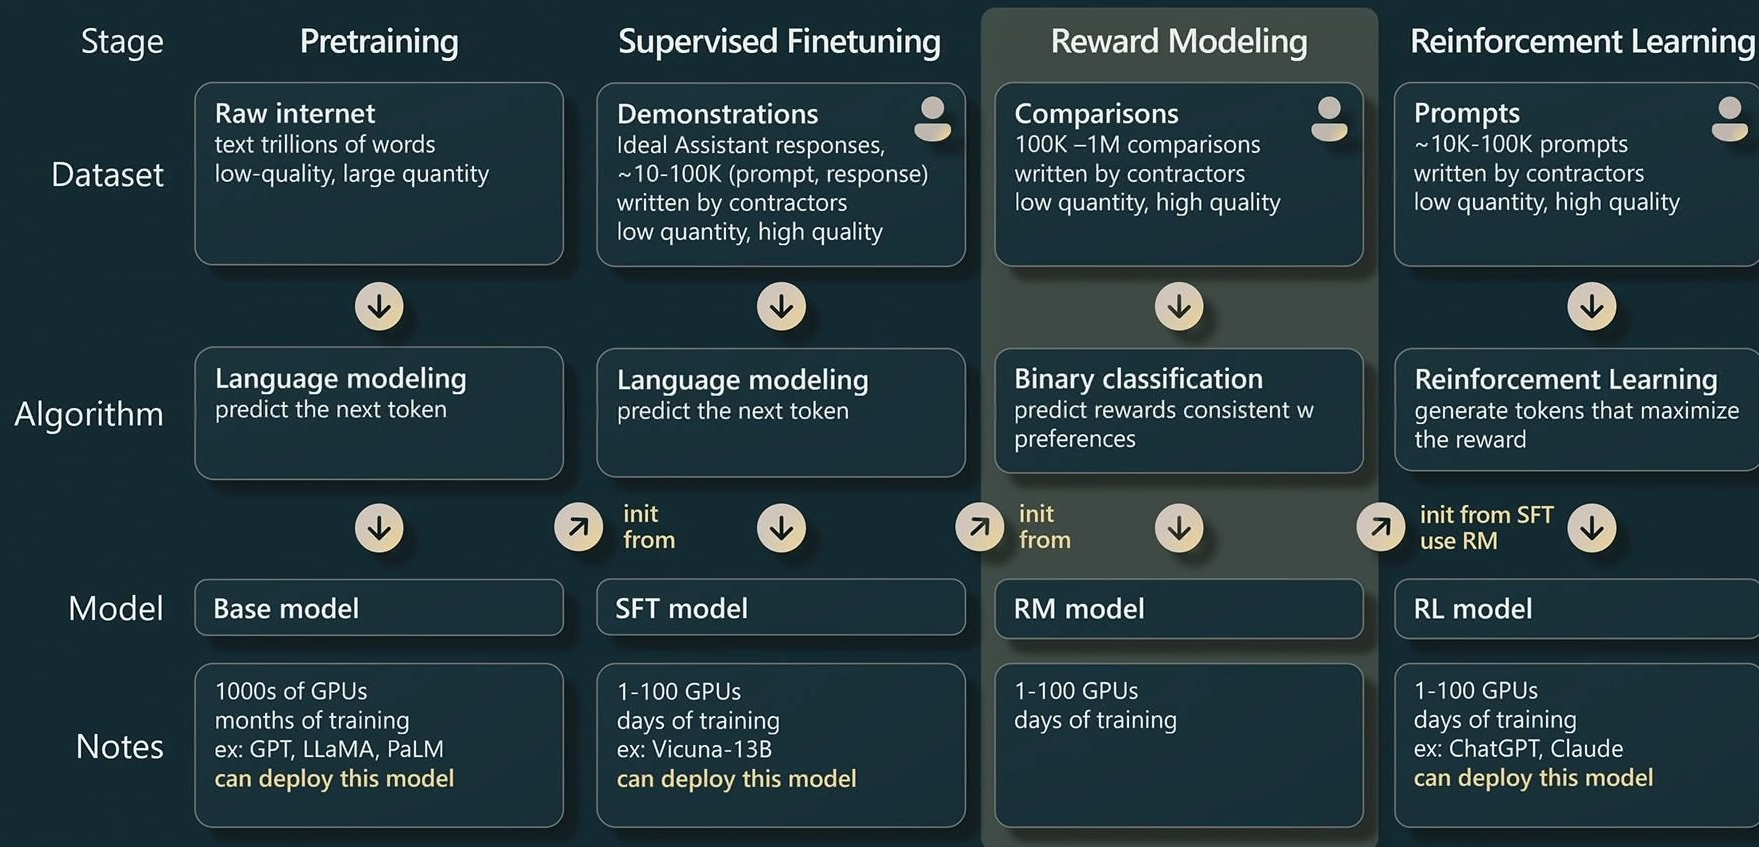 Stage
Pretraining
Supervised Finetuning
Reward Modeling
Reinforcement Learning
Dataset
Raw internet
text trillions of words
low-quality, large quantity
Demonstrations
Ideal Assistant responses,
~10-100K (prompt, response)
written by contractors
low quantity, high quality
Comparisons
100K –1M comparisons
written by contractors
low quantity, high quality
Prompts
~10K-100K prompts
written by contractors
low quantity, high quality
Algorithm
Language modeling
predict the next token
Language modeling
predict the next token
Binary classification
predict rewards consistent w
preferences
Reinforcement Learning
generate tokens that maximize
the reward
init
from
init
from
init from SFT
use RM
Model
Base model
SFT model
RM model
RL model
Notes
1000s of GPUs
months of training
ex: GPT, LLaMA, PaLM
can deploy this model
1-100 GPUs
days of training
ex: Vicuna-13B
can deploy this model
1-100 GPUs
days of training
1-100 GPUs
days of training
ex: ChatGPT, Claude
can deploy this model